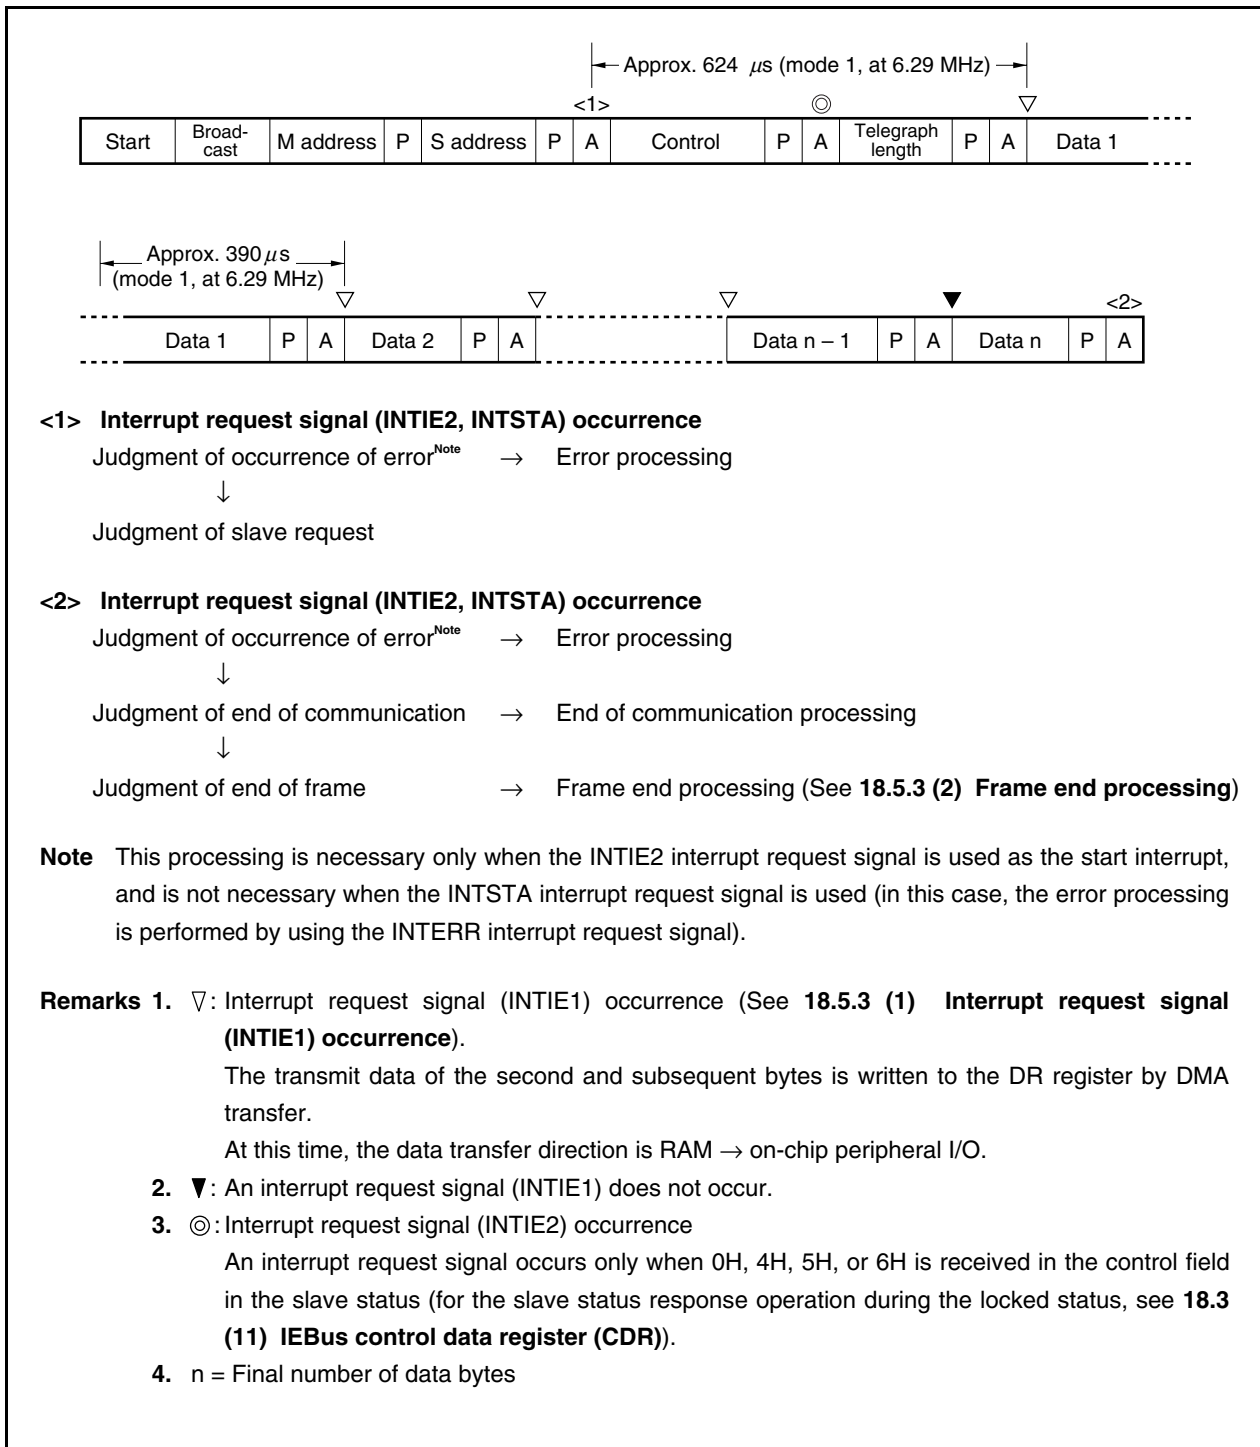 Approx. 624 μs (mode 1, at 6.29 MHz)
<1> ◎ ▽
Start Broad-cast M address P S address P A Control P A Telegraph length P A Data 1
Approx. 390 μs
(mode 1, at 6.29 MHz)
▽ ▽ ▽ ▼ <2>
Data 1 P A Data 2 P A Data n – 1 P A Data n P A
<1> Interrupt request signal (INTIE2, INTSTA) occurrence
Judgment of occurrence of errorNote → Error processing
↓
Judgment of slave request
<2> Interrupt request signal (INTIE2, INTSTA) occurrence
Judgment of occurrence of errorNote → Error processing
↓
Judgment of end of communication → End of communication processing
↓
Judgment of end of frame → Frame end processing (See 18.5.3 (2) Frame end processing)
Note This processing is necessary only when the INTIE2 interrupt request signal is used as the start interrupt,
and is not necessary when the INTSTA interrupt request signal is used (in this case, the error processing
is performed by using the INTERR interrupt request signal).
Remarks 1. ▽: Interrupt request signal (INTIE1) occurrence (See 18.5.3 (1) Interrupt request signal
(INTIE1) occurrence).
The transmit data of the second and subsequent bytes is written to the DR register by DMA
transfer.
At this time, the data transfer direction is RAM → on-chip peripheral I/O.
2. ▼: An interrupt request signal (INTIE1) does not occur.
3. ◎: Interrupt request signal (INTIE2) occurrence
An interrupt request signal occurs only when 0H, 4H, 5H, or 6H is received in the control field
in the slave status (for the slave status response operation during the locked status, see 18.3
(11) IEBus control data register (CDR)).
4. n = Final number of data bytes